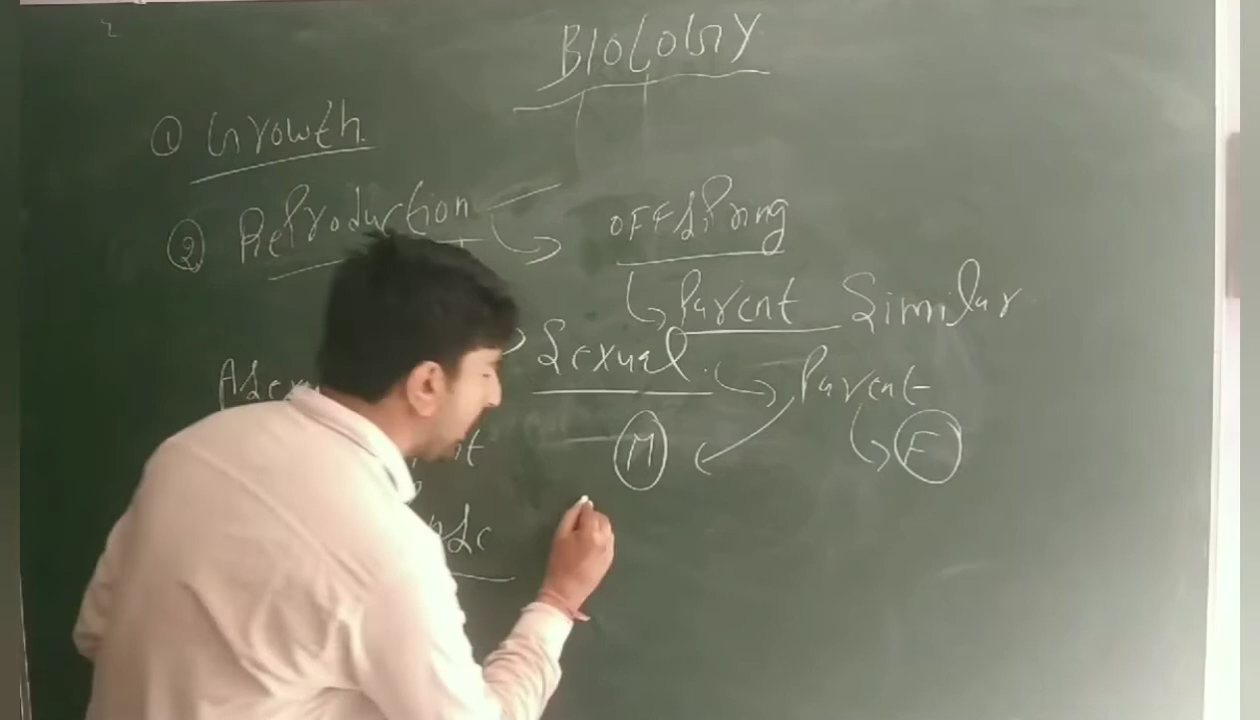 BIOLOGY
① Growth.
② Reproduction
offspring
Parent Similar
Sexual
Parent
M
F